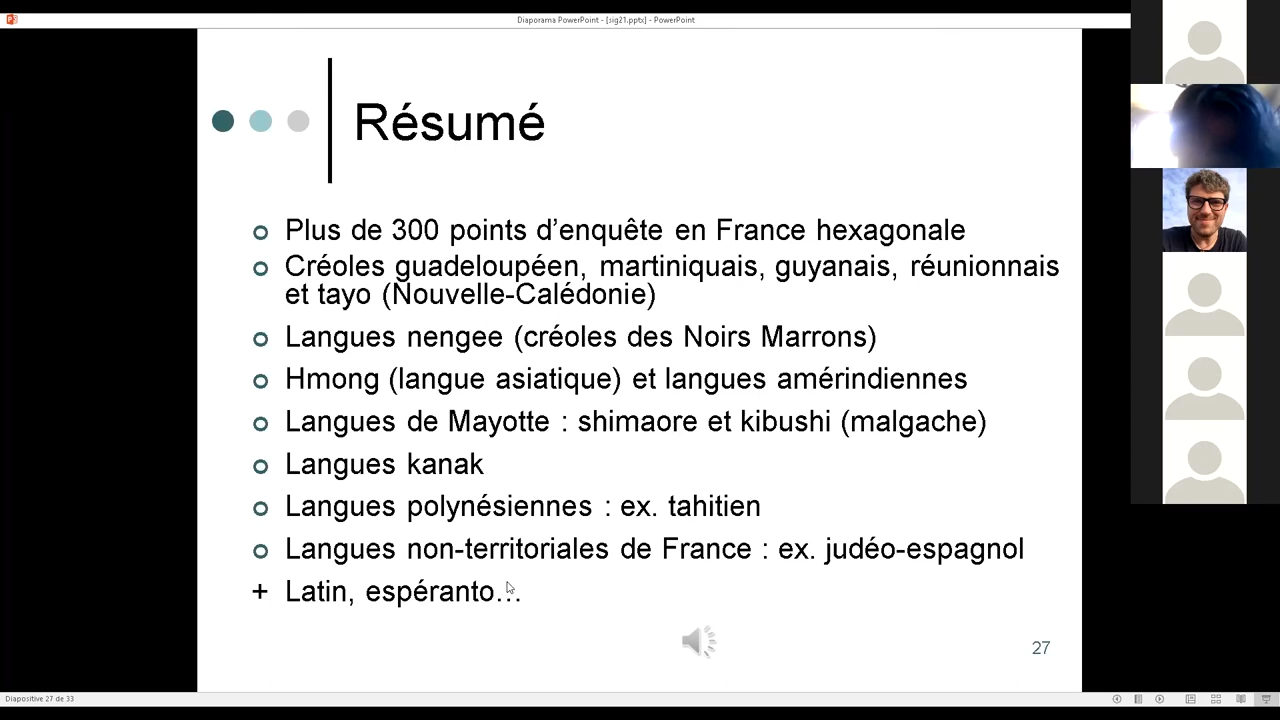 Diaporama PowerPoint - [sig21.pptx] - PowerPoint
Résumé
Plus de 300 points d’enquête en France hexagonale
Créoles guadeloupéen, martiniquais, guyanais, réunionnais
et tayo (Nouvelle-Calédonie)
Langues nengee (créoles des Noirs Marrons)
Hmong (langue asiatique) et langues amérindiennes
Langues de Mayotte : shimaore et kibushi (malgache)
Langues kanak
Langues polynésiennes : ex. tahitien
Langues non-territoriales de France : ex. judéo-espagnol
+ Latin, espéranto...
27
Diapositive 27 de 33